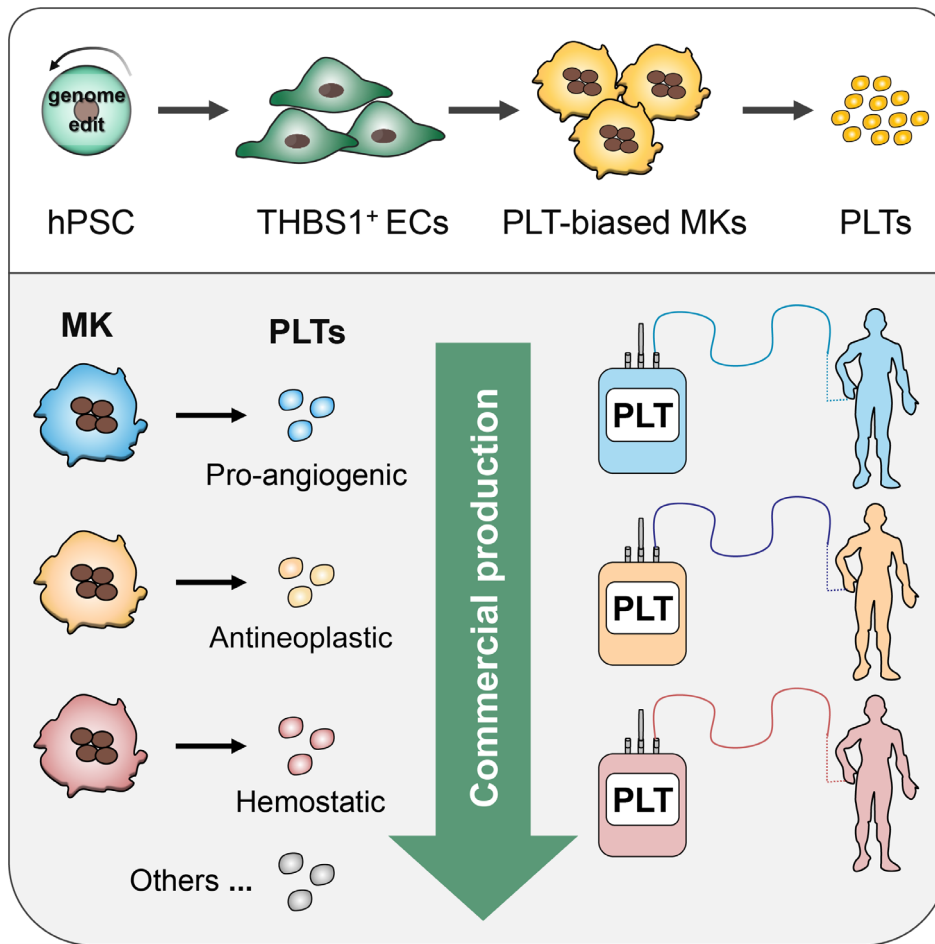 genome
edit
hPSC
THBS1⁺ ECs
PLT-biased MKs
PLTs
MK
PLTs
Pro-angiogenic
Antineoplastic
Hemostatic
Others ...
Commercial production
PLT
PLT
PLT